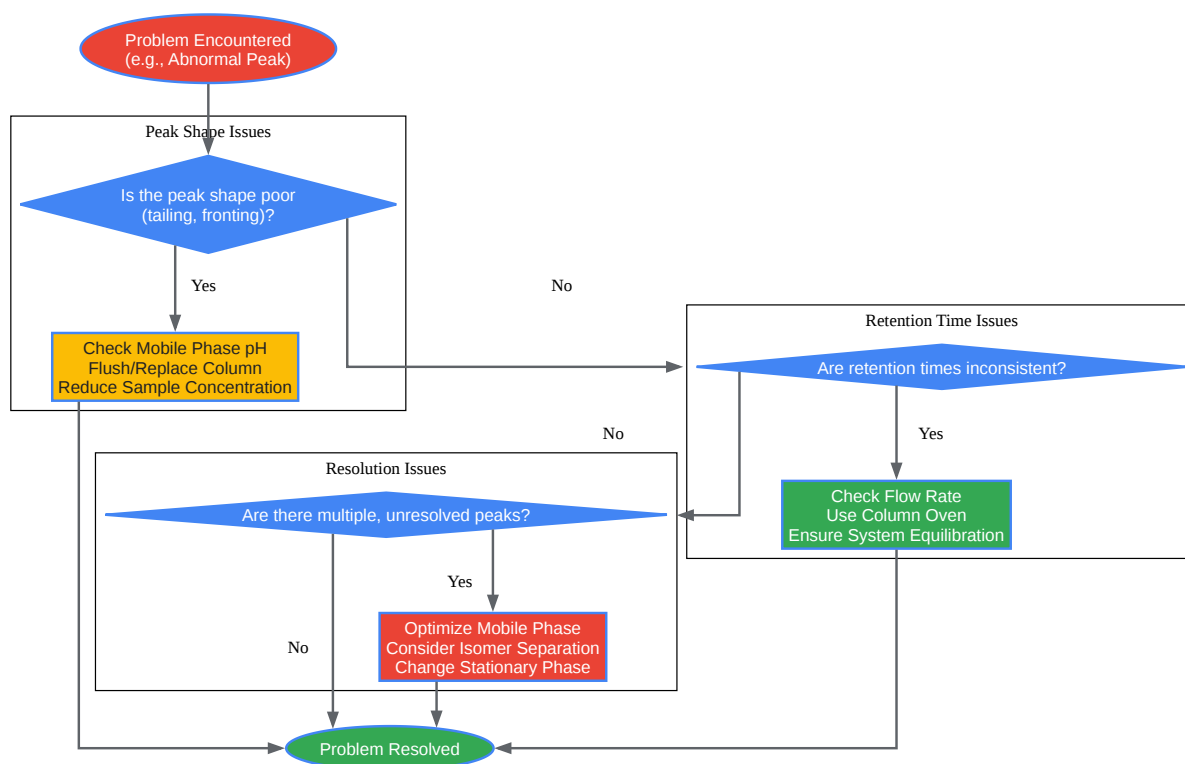 Problem Encountered
(e.g., Abnormal Peak)
Peak Shape Issues
Is the peak shape poor
(tailing, fronting)?
Yes
No
Check Mobile Phase pH
Flush/Replace Column
Reduce Sample Concentration
Retention Time Issues
Are retention times inconsistent?
Yes
No
Check Flow Rate
Use Column Oven
Ensure System Equilibration
Resolution Issues
Are there multiple, unresolved peaks?
Yes
No
Optimize Mobile Phase
Consider Isomer Separation
Change Stationary Phase
Problem Resolved